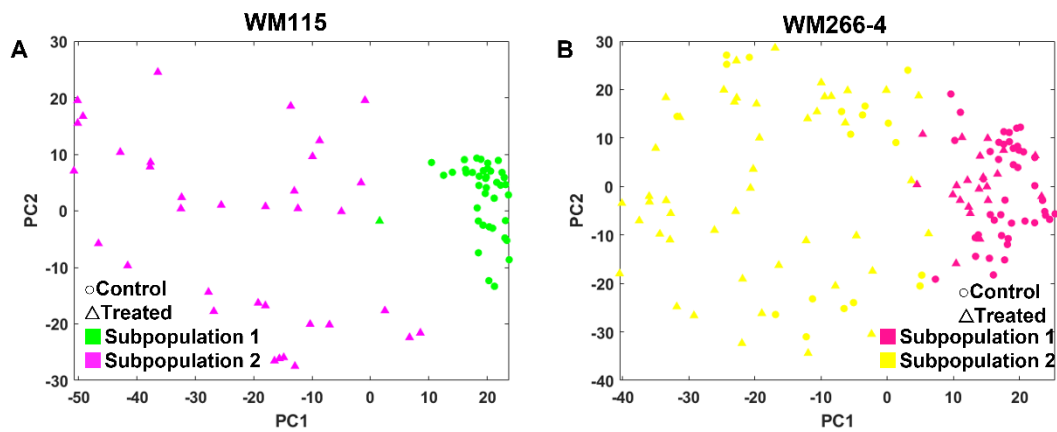 WM115
A
30
20
10
0
-10
-20
-30
PC2
-50 -40 -30 -20 -10 0 10 20
PC1
Control
Treated
Subpopulation 1
Subpopulation 2
WM266-4
B
30
20
10
0
-10
-20
-30
-40
PC2
-40 -30 -20 -10 0 10 20
PC1
Control
Treated
Subpopulation 1
Subpopulation 2